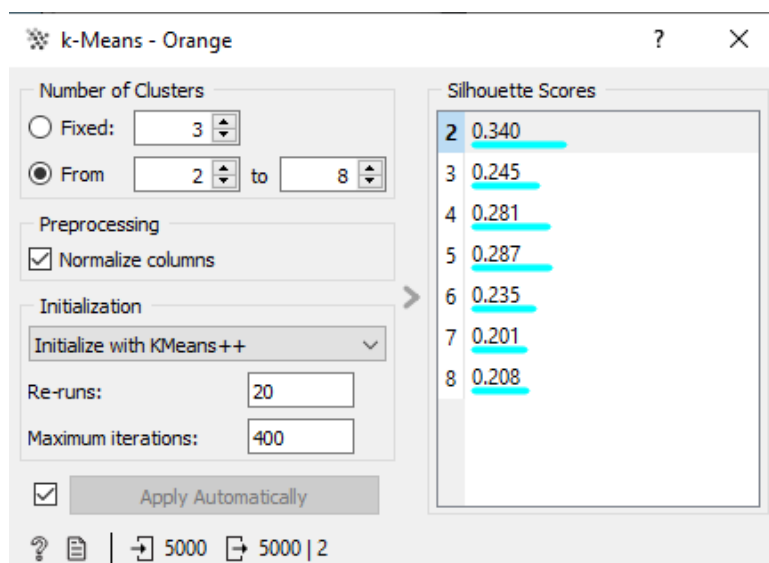 k-Means - Orange ? ×
Number of Clusters
Fixed: 3
From 2 to 8
Preprocessing
Normalize columns
Initialization
Initialize with KMeans++
Re-runs: 20
Maximum iterations: 400
Apply Automatically
? 5000 5000 | 2
Silhouette Scores
2 0.340
3 0.245
4 0.281
5 0.287
6 0.235
7 0.201
8 0.208